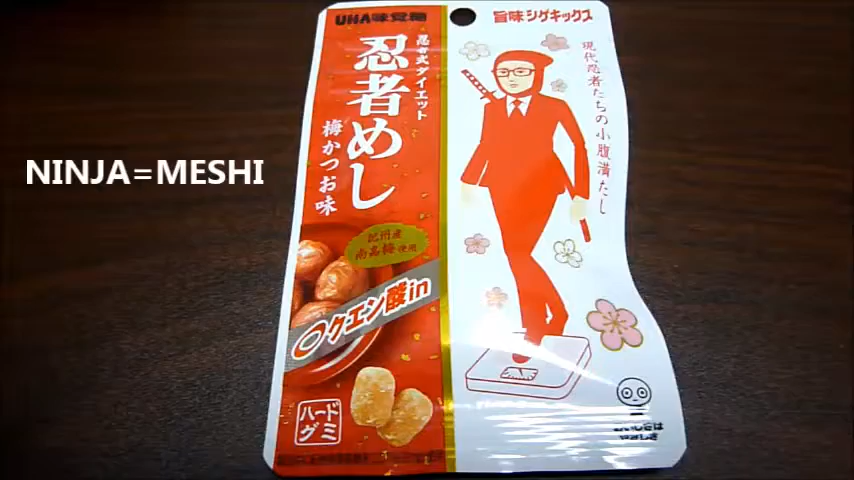 NINJA=MESHI
UHA味覚糖
旨味シゲキックス
忍者式ダイエット
忍者めし
梅かつお味
紀州産
南高梅使用
クエン酸in
ハード
グミ
現代忍者たちの小腹満たし